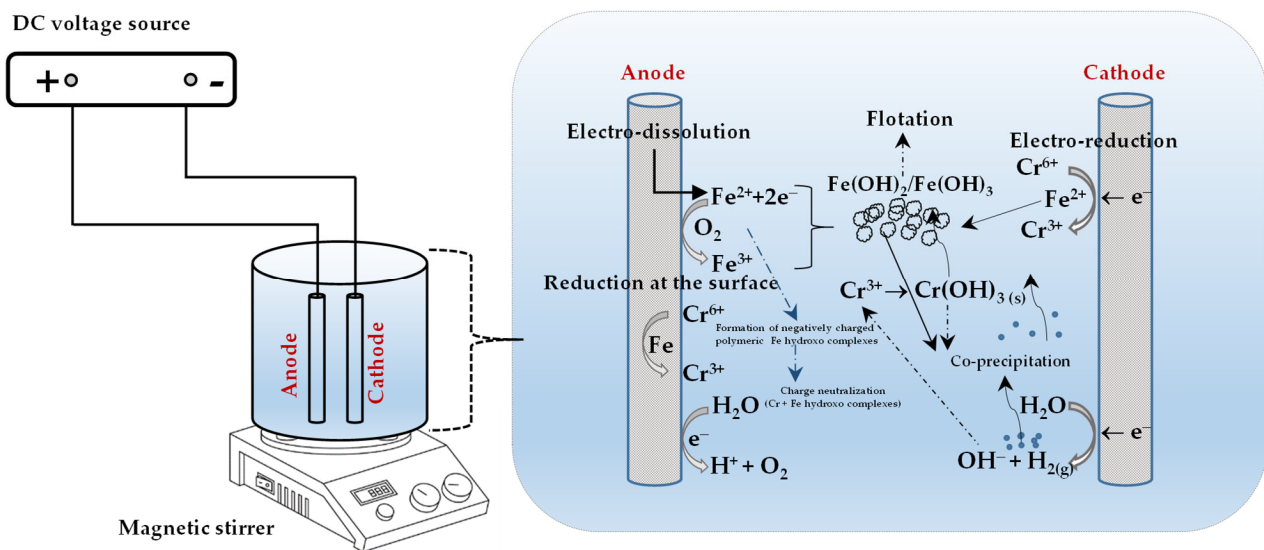 DC voltage source
+
-
Anode
Cathode
Magnetic stirrer
Anode
Cathode
Electro-dissolution
Fe²⁺+2e⁻
O₂
Fe³⁺
Reduction at the surface
Cr⁶⁺
Fe
Cr³⁺
H₂O
e⁻
H⁺ + O₂
Formation of negatively charged
polymeric Fe hydroxo complexes
Charge neutralization
(Cr + Fe hydroxo complexes)
Flotation
Fe(OH)₂/Fe(OH)₃
Cr³⁺ → Cr(OH)₃ (s)
Co-precipitation
Electro-reduction
Cr⁶⁺
Fe²⁺
← e⁻
Cr³⁺
H₂O
← e⁻
OH⁻ + H₂(g)
888